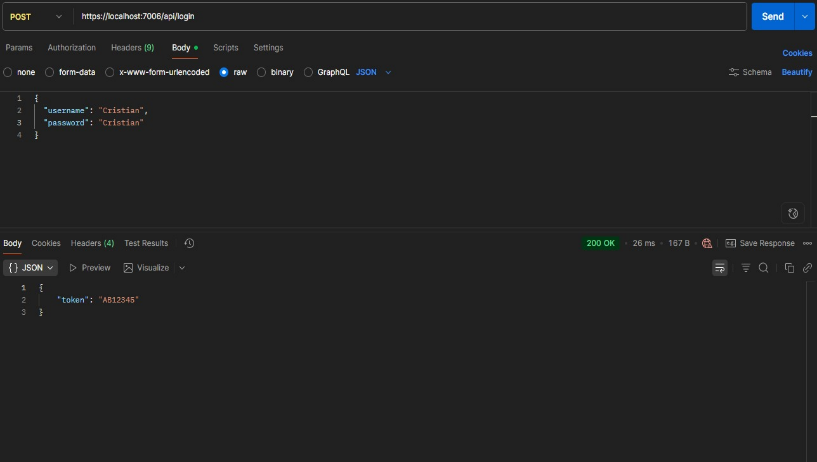 POST https://localhost:7006/api/login Send
Params Authorization Headers (9) Body Scripts Settings
Cookies
none form-data x-www-form-urlencoded raw binary GraphQL JSON Schema Beautify
1 {
2 "username": "Cristian",
3 "password": "Cristian"
4 }
Body Cookies Headers (4) Test Results 200 OK 26 ms 167 B Save Response
{} JSON Preview Visualize
1 {
2 "token": "AB12345"
3 }